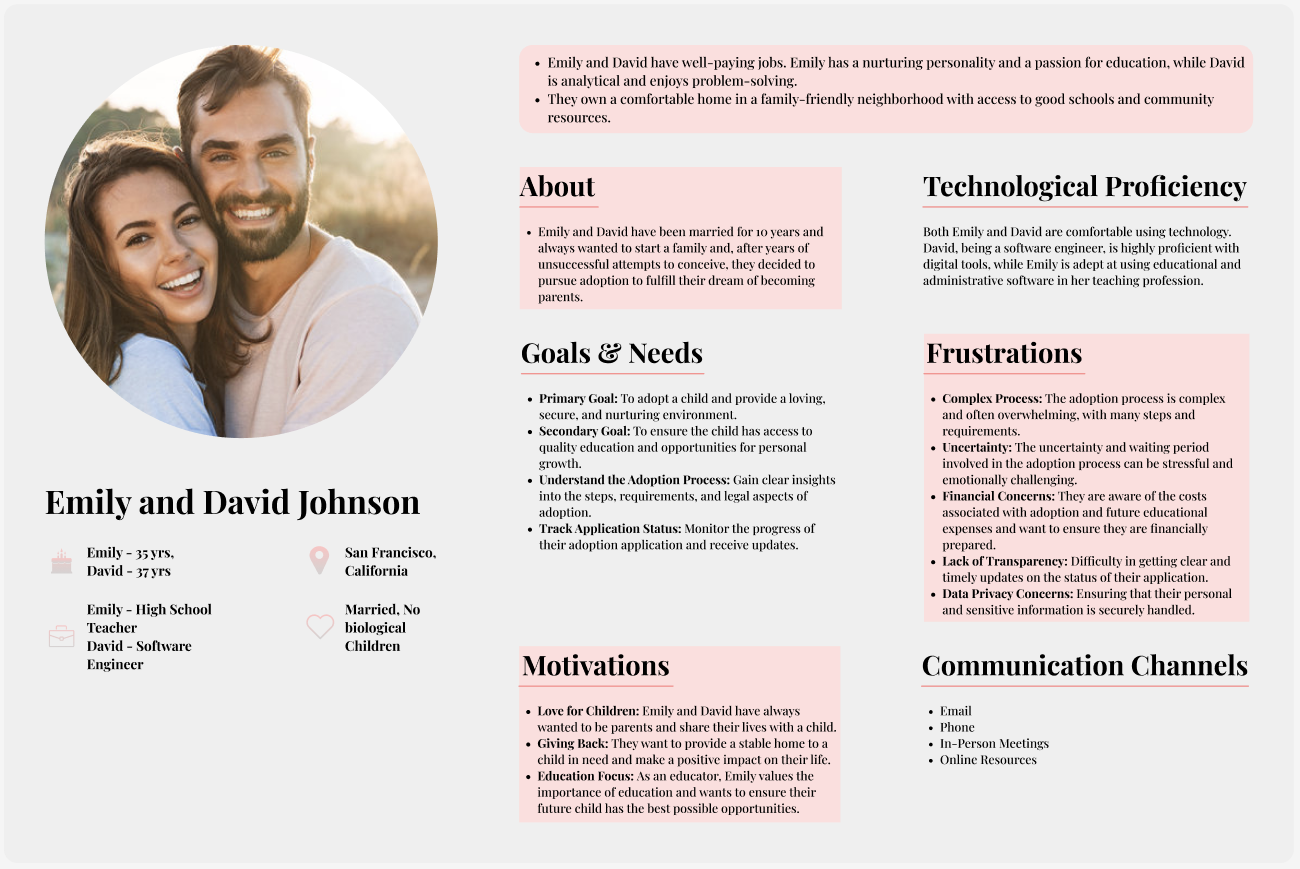 • Emily and David have well-paying jobs. Emily has a nurturing personality and a passion for education, while David
is analytical and enjoys problem-solving.
• They own a comfortable home in a family-friendly neighborhood with access to good schools and community
resources.
About
• Emily and David have been married for 10 years and
always wanted to start a family and, after years of
unsuccessful attempts to conceive, they decided to
pursue adoption to fulfill their dream of becoming
parents.
Technological Proficiency
Both Emily and David are comfortable using technology.
David, being a software engineer, is highly proficient with
digital tools, while Emily is adept at using educational and
administrative software in her teaching profession.
Goals & Needs
• Primary Goal: To adopt a child and provide a loving,
secure, and nurturing environment.
• Secondary Goal: To ensure the child has access to
quality education and opportunities for personal
growth.
• Understand the Adoption Process: Gain clear insights
into the steps, requirements, and legal aspects of
adoption.
• Track Application Status: Monitor the progress of
their adoption application and receive updates.
Frustrations
• Complex Process: The adoption process is complex
and often overwhelming, with many steps and
requirements.
• Uncertainty: The uncertainty and waiting period
involved in the adoption process can be stressful and
emotionally challenging.
• Financial Concerns: They are aware of the costs
associated with adoption and future educational
expenses and want to ensure they are financially
prepared.
• Lack of Transparency: Difficulty in getting clear and
timely updates on the status of their application.
• Data Privacy Concerns: Ensuring that their personal
and sensitive information is securely handled.
Emily and David Johnson
Emily - 35 yrs,
David - 37 yrs
San Francisco,
California
Emily - High School
Teacher
David - Software
Engineer
Married, No
biological
Children
Motivations
• Love for Children: Emily and David have always
wanted to be parents and share their lives with a child.
• Giving Back: They want to provide a stable home to a
child in need and make a positive impact on their life.
• Education Focus: As an educator, Emily values the
importance of education and wants to ensure their
future child has the best possible opportunities.
Communication Channels
• Email
• Phone
• In-Person Meetings
• Online Resources